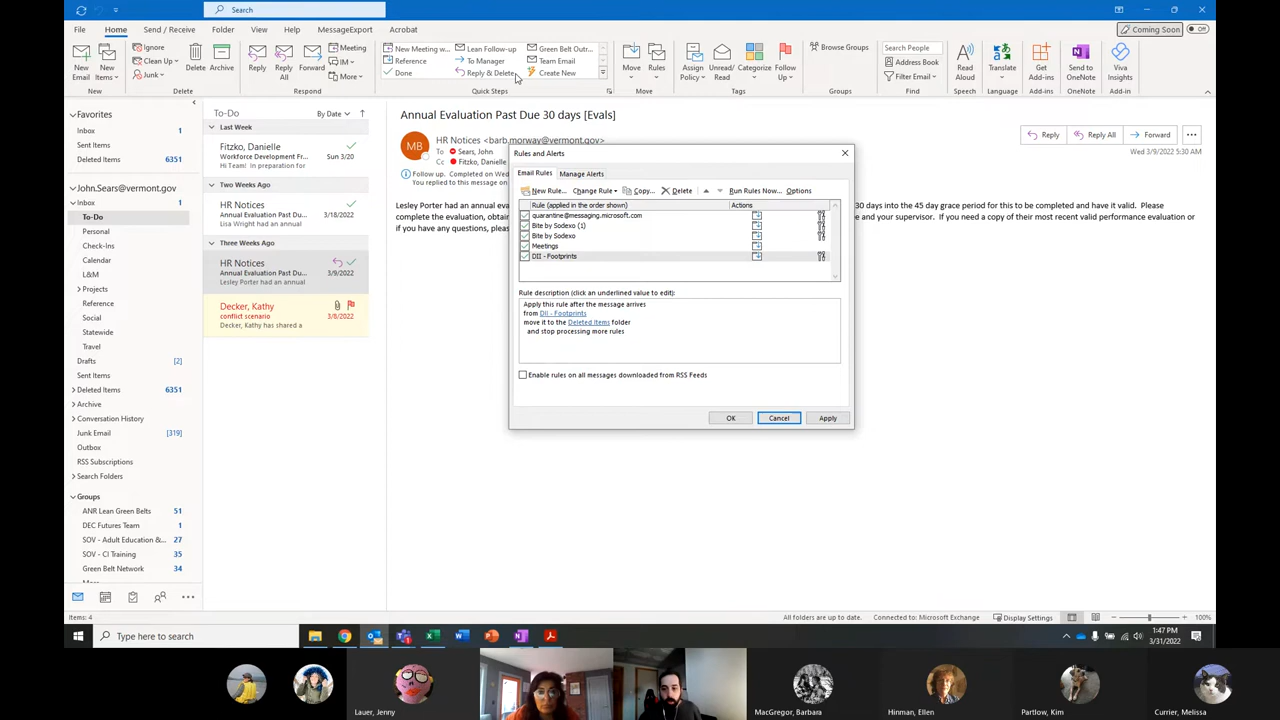 Search
Coming Soon
Off
File Home Send / Receive Folder View Help MessageExport Acrobat
New Email
New Items
Ignore
Clean Up
Junk
Delete
Archive
Reply
Reply All
Forward
Meeting
IM
More
New Meeting w...
Reference
Done
Lean Follow-up
To Manager
Reply & Delete
Green Belt Outr...
Team Email
Create New
Move
Rules
Assign Policy
Unread/ Read
Categorize
Follow Up
Browse Groups
Search People
Address Book
Filter Email
Read Aloud
Translate
Get Add-ins
Send to OneNote
Viva Insights
New Delete Respond Quick Steps Move Tags Groups Find Speech Language Add-ins OneNote Add-in
Favorites
Inbox 1
Sent Items
Deleted Items 6351
John.Sears@vermont.gov
Inbox 1
To-Do
Personal
Check-Ins
Calendar
L&M
Projects
Reference
Social
Statewide
Travel
Drafts [2]
Sent Items
Deleted Items 6351
Archive
Conversation History
Junk Email [319]
Outbox
RSS Subscriptions
Search Folders
Groups
ANR Lean Green Belts 51
DEC Futures Team 1
SOV - Adult Education &... 27
SOV - CI Training 35
Green Belt Network 34
To-Do By Date
Last Week
Fitzko, Danielle
Workforce Development Fr... Sun 3/20
Hi Team! In preparation for
Two Weeks Ago
HR Notices
Annual Evaluation Past Due... 3/18/2022
Lisa Wright had an annual
Three Weeks Ago
HR Notices
Annual Evaluation Past Due... 3/9/2022
Lesley Porter had an annual
Decker, Kathy
conflict scenario 3/8/2022
Decker, Kathy has shared a
Annual Evaluation Past Due 30 days [Evals]
MB
HR Notices <barb.morway@vermont.gov>
To Sears, John
Cc Fitzko, Danielle
Follow up. Completed on Wedne
You replied to this message on
Reply Reply All Forward
Wed 3/9/2022 5:30 AM
Lesley Porter had an annual eva
30 days into the 45 day grace period for this to be completed and have it valid. Please
complete the evaluation, obtain
e and your supervisor. If you need a copy of their most recent valid performance evaluation or
if you have any questions, pleas
Rules and Alerts
Email Rules Manage Alerts
New Rule... Change Rule Copy... Delete Run Rules Now... Options
Rule (applied in the order shown) Actions
quarantine@messaging.microsoft.com
Bite by Sodexo (1)
Bite by Sodexo
Meetings
DII - Footprints
Rule description (click an underlined value to edit):
Apply this rule after the message arrives
from DII - Footprints
move it to the Deleted Items folder
and stop processing more rules
Enable rules on all messages downloaded from RSS Feeds
OK Cancel Apply
Items: 4
All folders are up to date. Connected to: Microsoft Exchange Display Settings 100%
Type here to search
1:47 PM
3/31/2022
Lauer, Jenny
MacGregor, Barbara
Hinman, Ellen
Partlow, Kim
Currier, Melissa